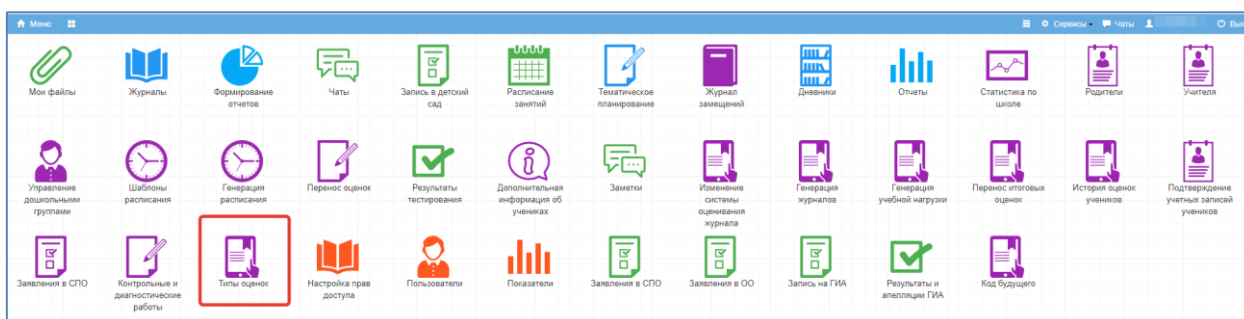 Меню
Сервисы
Чаты
Мои файлы
Журналы
Формирование
отчетов
Чаты
Запись в детский
сад
Расписание
занятий
Тематическое
планирование
Журнал
замещений
Дневники
Отчеты
Статистика по
школе
Родители
Учителя
Управление
дошкольными
группами
Шаблоны
расписания
Генерация
расписания
Перенос оценок
Результаты
тестирования
Дополнительная
информация об
учениках
Заметки
Изменение
системы
оценивания
журнала
Генерация
журналов
Генерация
учебной нагрузки
Перенос итоговых
оценок
История оценок
учеников
Подтверждение
учетных записей
учеников
Заявления в СПО
Контрольные и
диагностические
работы
Типы оценок
Настройка прав
доступа
Пользователи
Показатели
Заявления в СПО
Заявления в ОО
Запись на ГИА
Результаты и
апелляции ГИА
Код будущего